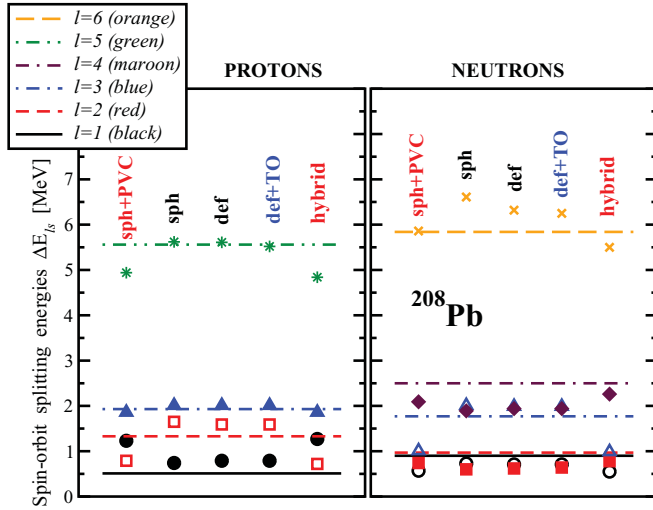 l=6 (orange)
l=5 (green)
l=4 (maroon)
l=3 (blue)
l=2 (red)
l=1 (black)
PROTONS
NEUTRONS
Spin-orbit splitting energies ΔE_ls [MeV]
7
6
5
4
3
2
1
0
sph+PVC
sph
def
def+TO
hybrid
sph+PVC
sph
def
def+TO
hybrid
²⁰⁸Pb